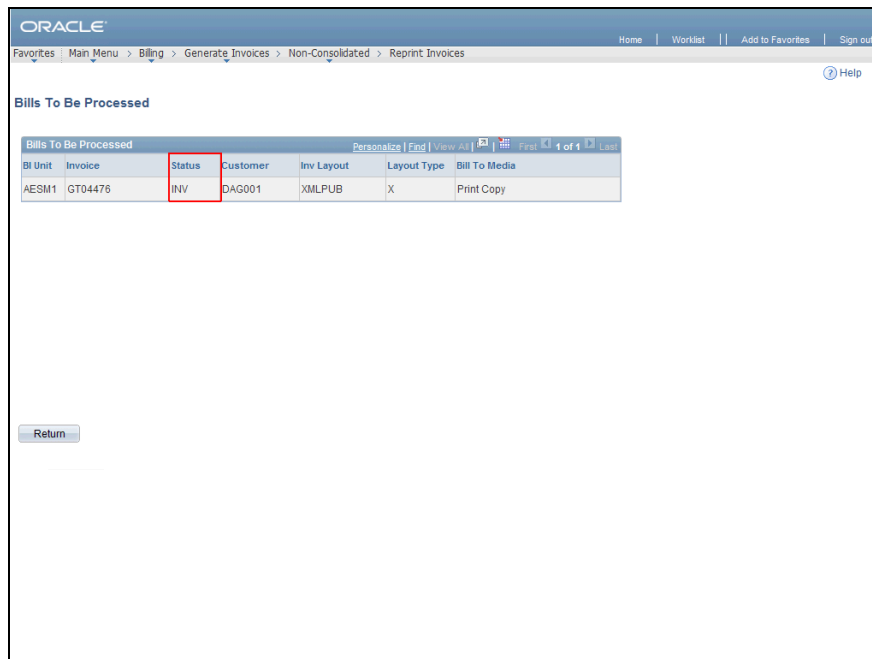 ORACLE
Home | Worklist || Add to Favorites | Sign out
Favorites Main Menu > Billing > Generate Invoices > Non-Consolidated > Reprint Invoices
? Help
Bills To Be Processed
Bills To Be Processed Personalize | Find | View All | | First 1 of 1 Last
BI Unit Invoice Status Customer Inv Layout Layout Type Bill To Media
AESM1 GT04476 INV DAG001 XMLPUB X Print Copy
Return